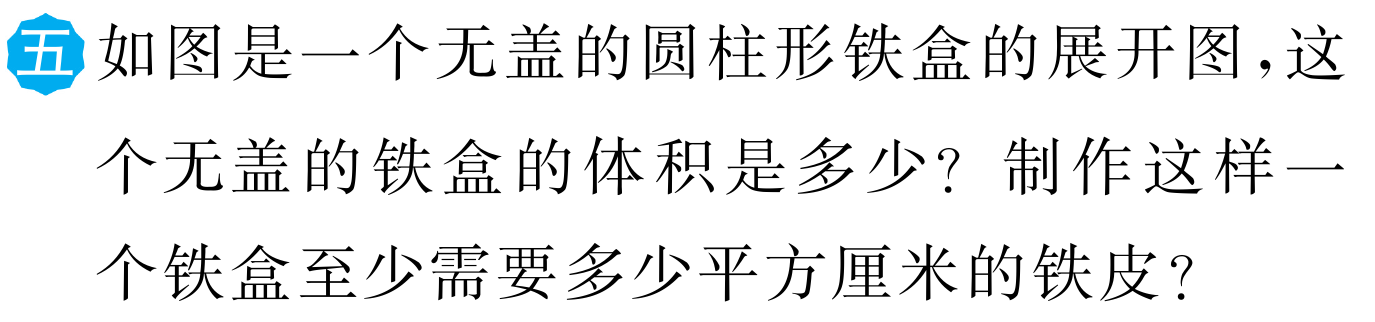 五 如图是一个无盖的圆柱形铁盒的展开图,这
个无盖的铁盒的体积是多少? 制作这样一
个铁盒至少需要多少平方厘米的铁皮?